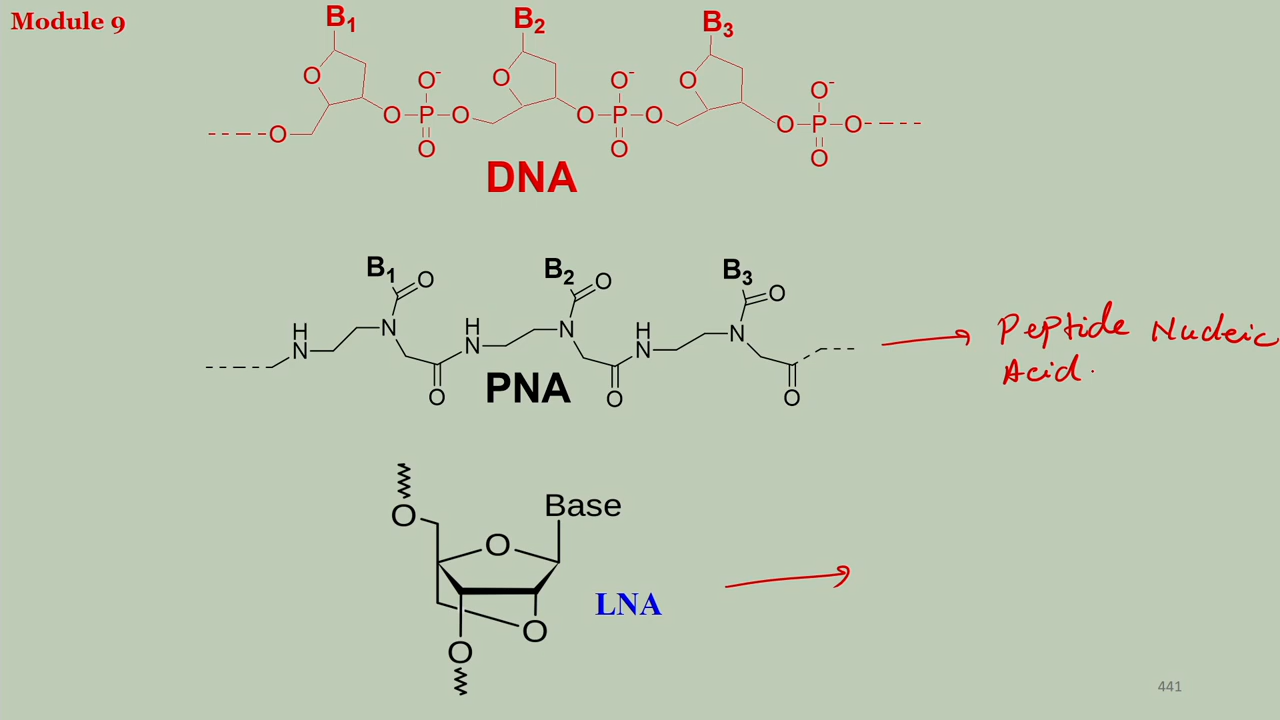 Module 9
B1 B2 B3
O O O
O- O- O-
O O P O O P O O P O
O O O
DNA
B1 O B2 O B3 O
H N H N H N
N N N
O O O
PNA
Peptide Nucleic
Acid.
O Base
O
LNA
O
O
441